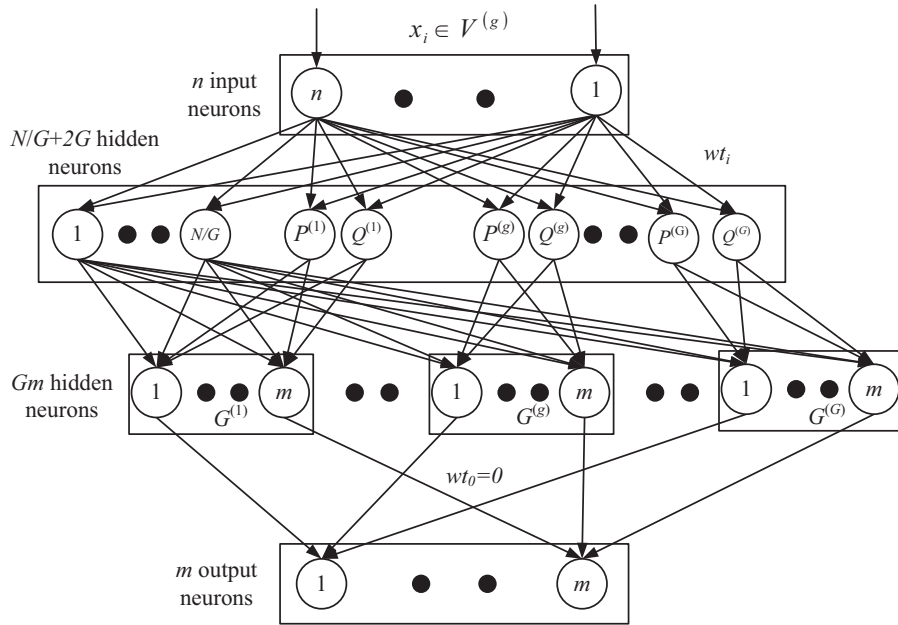 x_i ∈ V^(g)
n input
neurons
n 1
N/G+2G hidden
neurons
wt_i
1 N/G P^(1) Q^(1) P^(g) Q^(g) P^(G) Q^(G)
Gm hidden
neurons
1 m 1 m 1 m
G^(1) G^(g) G^(G)
wt_0=0
m output
neurons
1 m